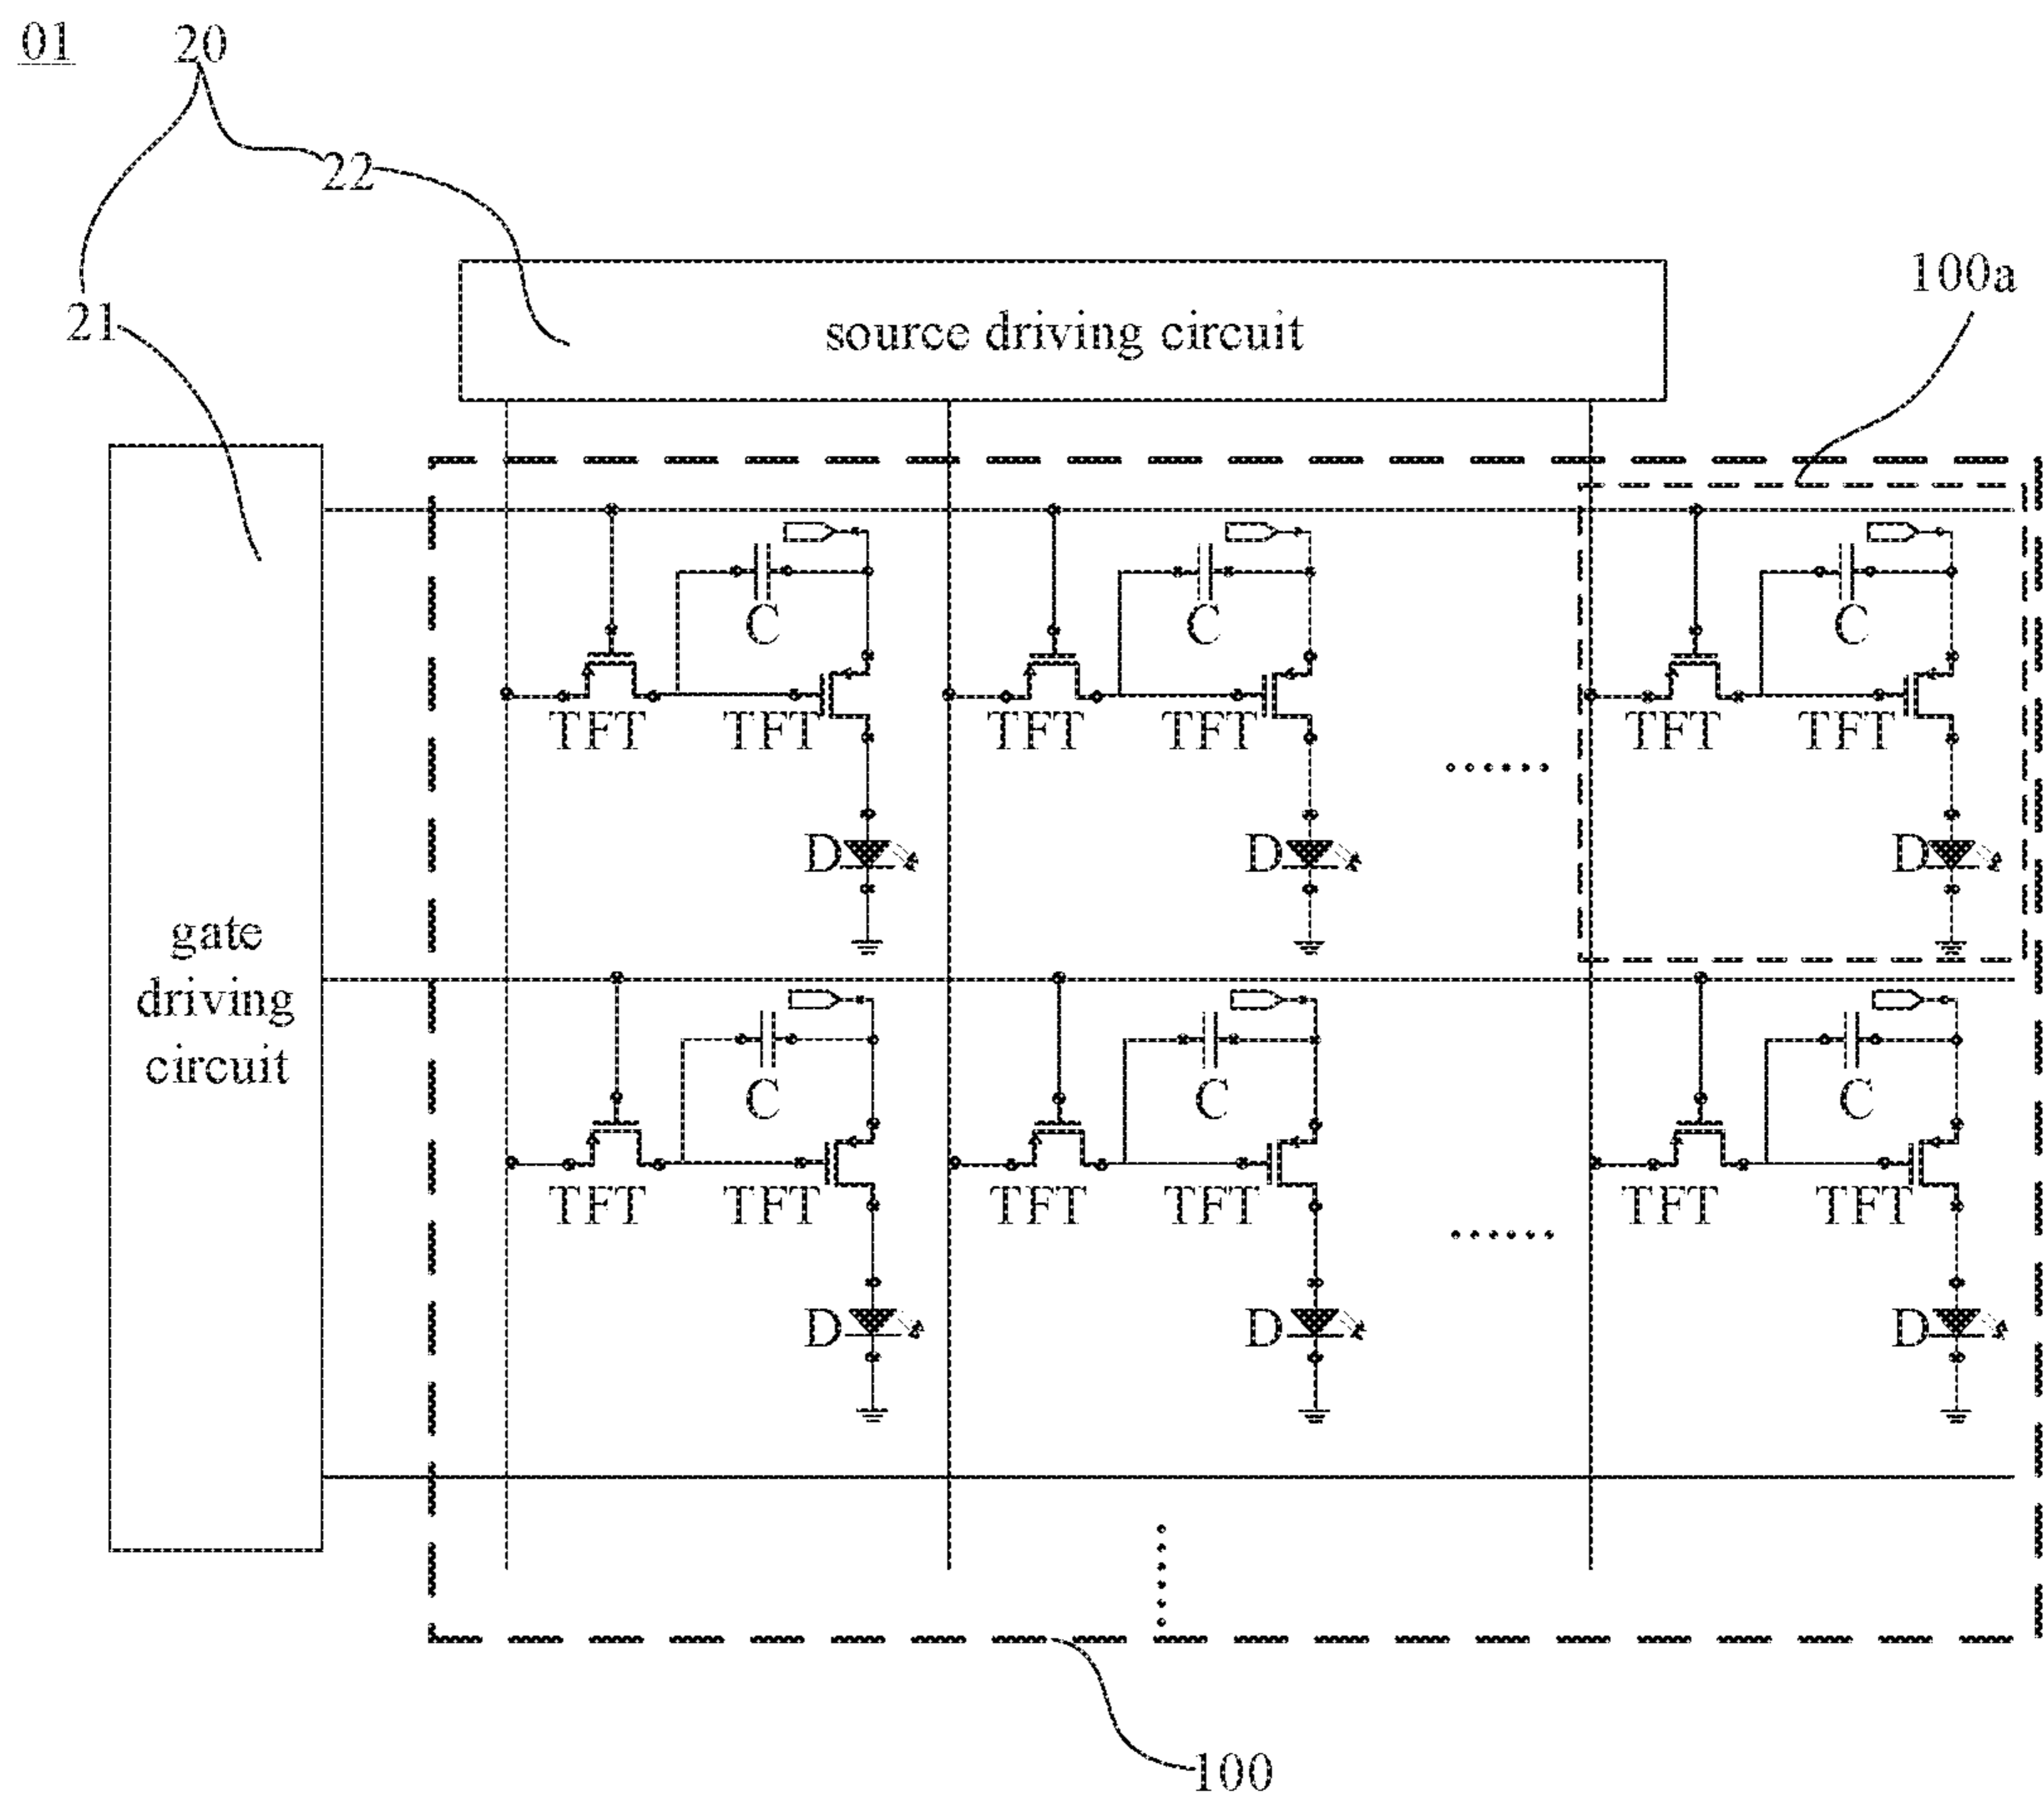 01
20
22
21
source driving circuit
100a
gate
driving
circuit
C
C
C
TFT TFT TFT TFT TFT TFT
D
D
D
C
C
C
TFT TFT TFT TFT TFT TFT
D
D
D
100